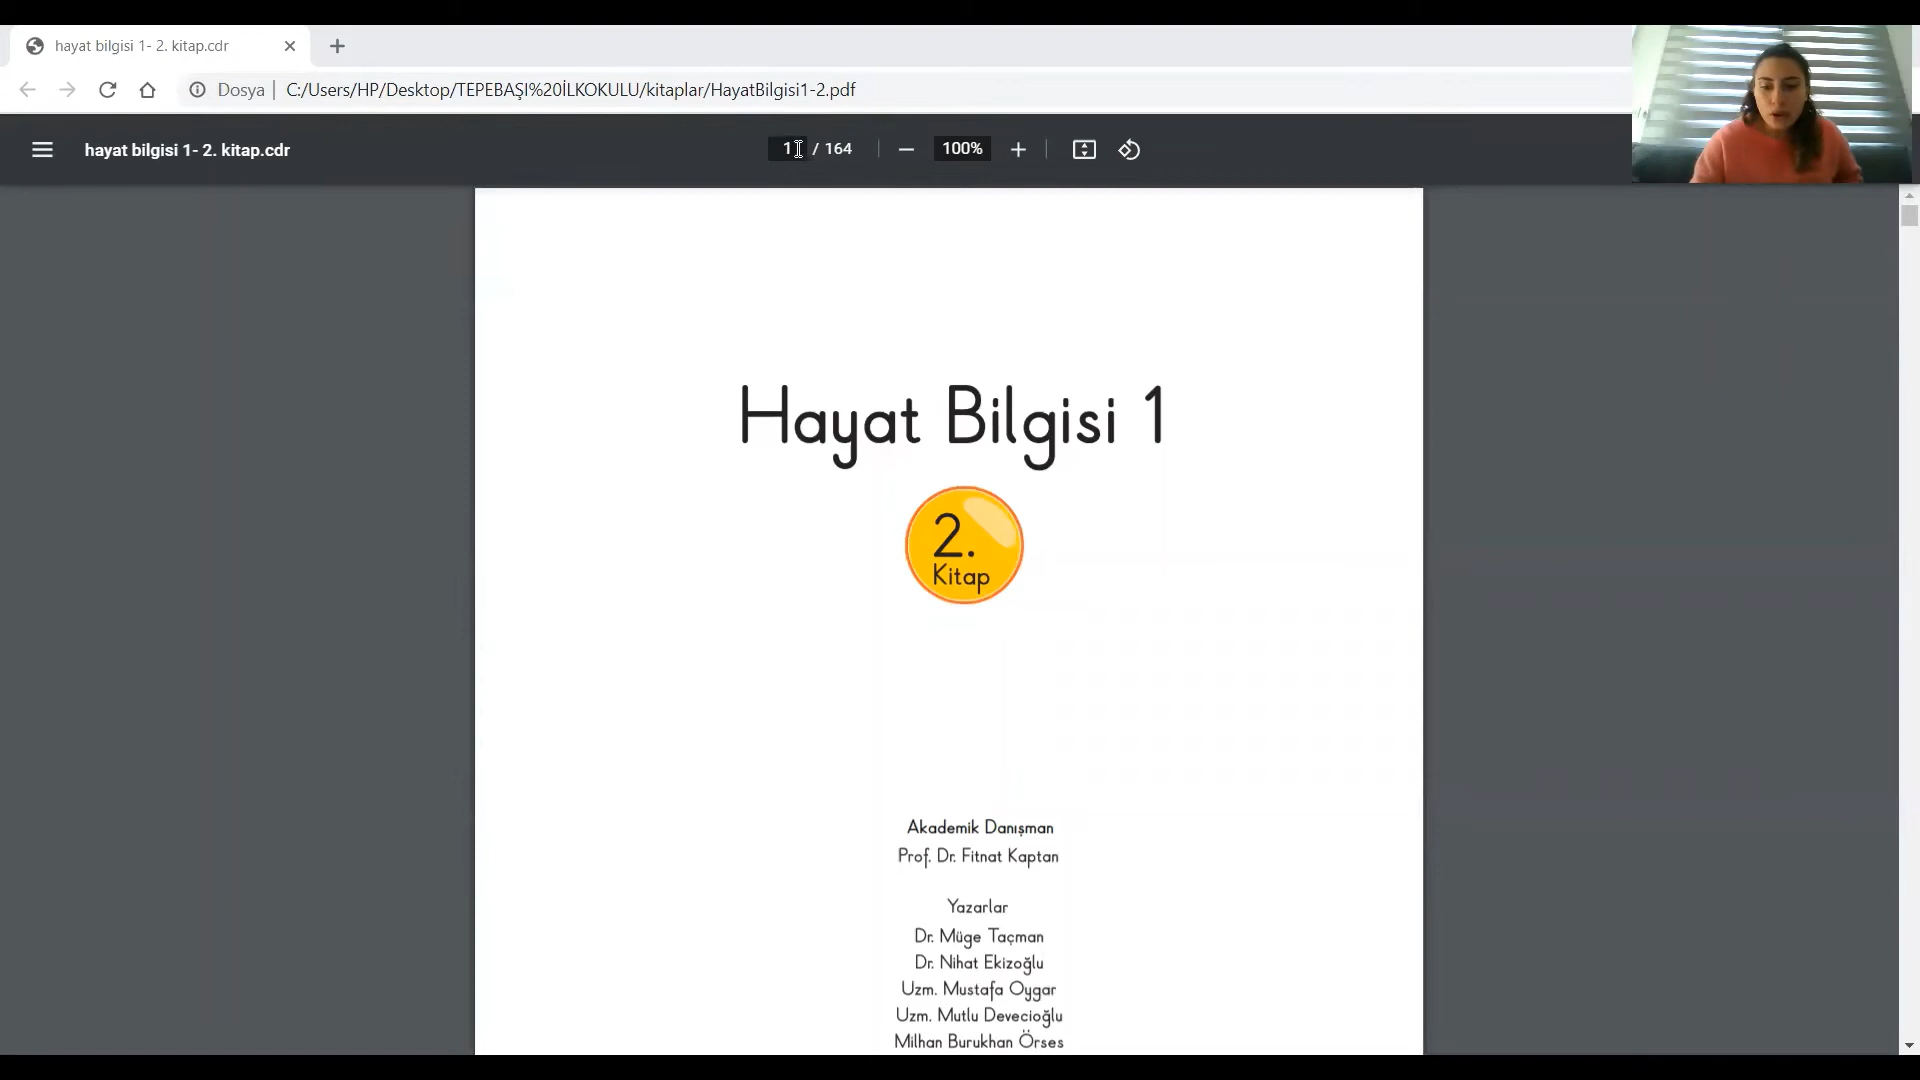 hayat bilgisi 1- 2. kitap.cdr
Dosya | C:/Users/HP/Desktop/TEPEBAŞI%20İLKOKULU/kitaplar/HayatBilgisi1-2.pdf
hayat bilgisi 1- 2. kitap.cdr
1 / 164
100%
Hayat Bilgisi 1
2.
Kitap
Akademik Danışman
Prof. Dr. Fitnat Kaptan
Yazarlar
Dr. Müge Taçman
Dr. Nihat Ekizoğlu
Uzm. Mustafa Oygar
Uzm. Mutlu Devecioğlu
Milhan Burukhan Örses